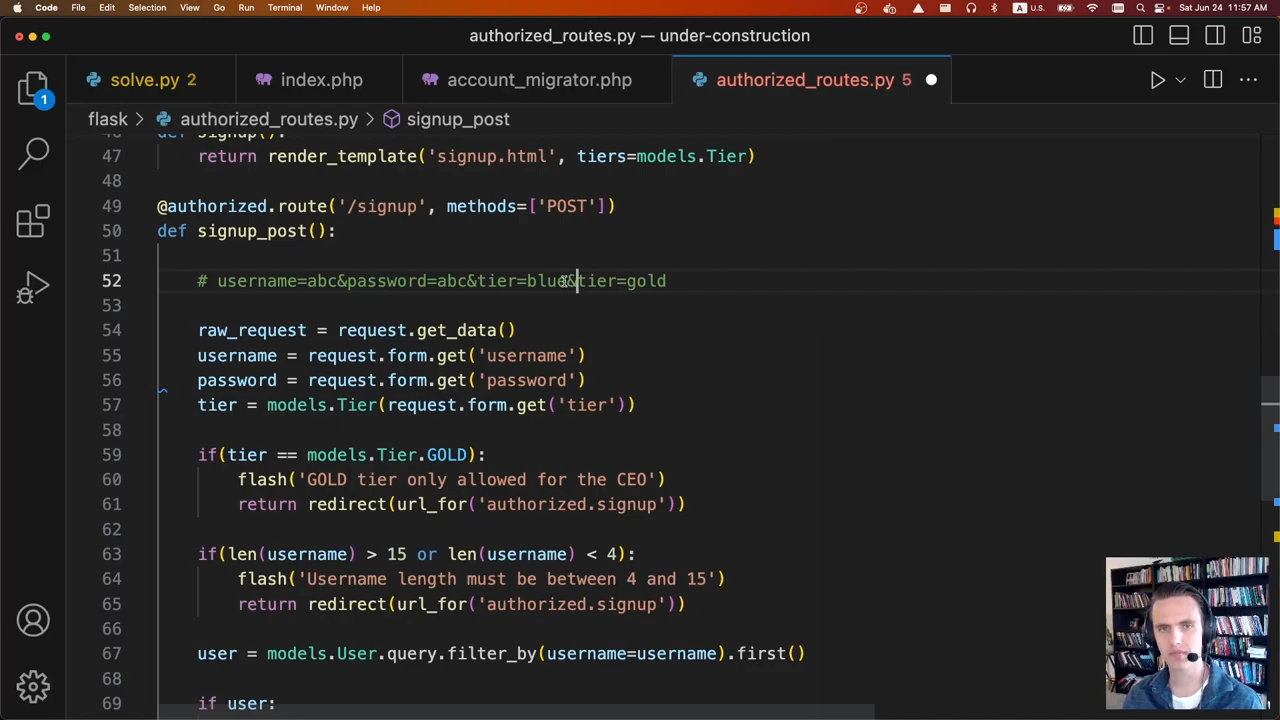 Code File Edit Selection View Go Run Terminal Window Help A U.S. Sat Jun 24 11:57 AM
authorized_routes.py — under-construction
solve.py 2 index.php account_migrator.php authorized_routes.py 5
flask > authorized_routes.py > signup_post
1
46 def signup():
47 return render_template('signup.html', tiers=models.Tier)
48
49 @authorized.route('/signup', methods=['POST'])
50 def signup_post():
51
52 # username=abc&password=abc&tier=blue&tier=gold
53
54 raw_request = request.get_data()
55 username = request.form.get('username')
56 password = request.form.get('password')
57 tier = models.Tier(request.form.get('tier'))
58
59 if(tier == models.Tier.GOLD):
60 flash('GOLD tier only allowed for the CEO')
61 return redirect(url_for('authorized.signup'))
62
63 if(len(username) > 15 or len(username) < 4):
64 flash('Username length must be between 4 and 15')
65 return redirect(url_for('authorized.signup'))
66
67 user = models.User.query.filter_by(username=username).first()
68
69 if user: